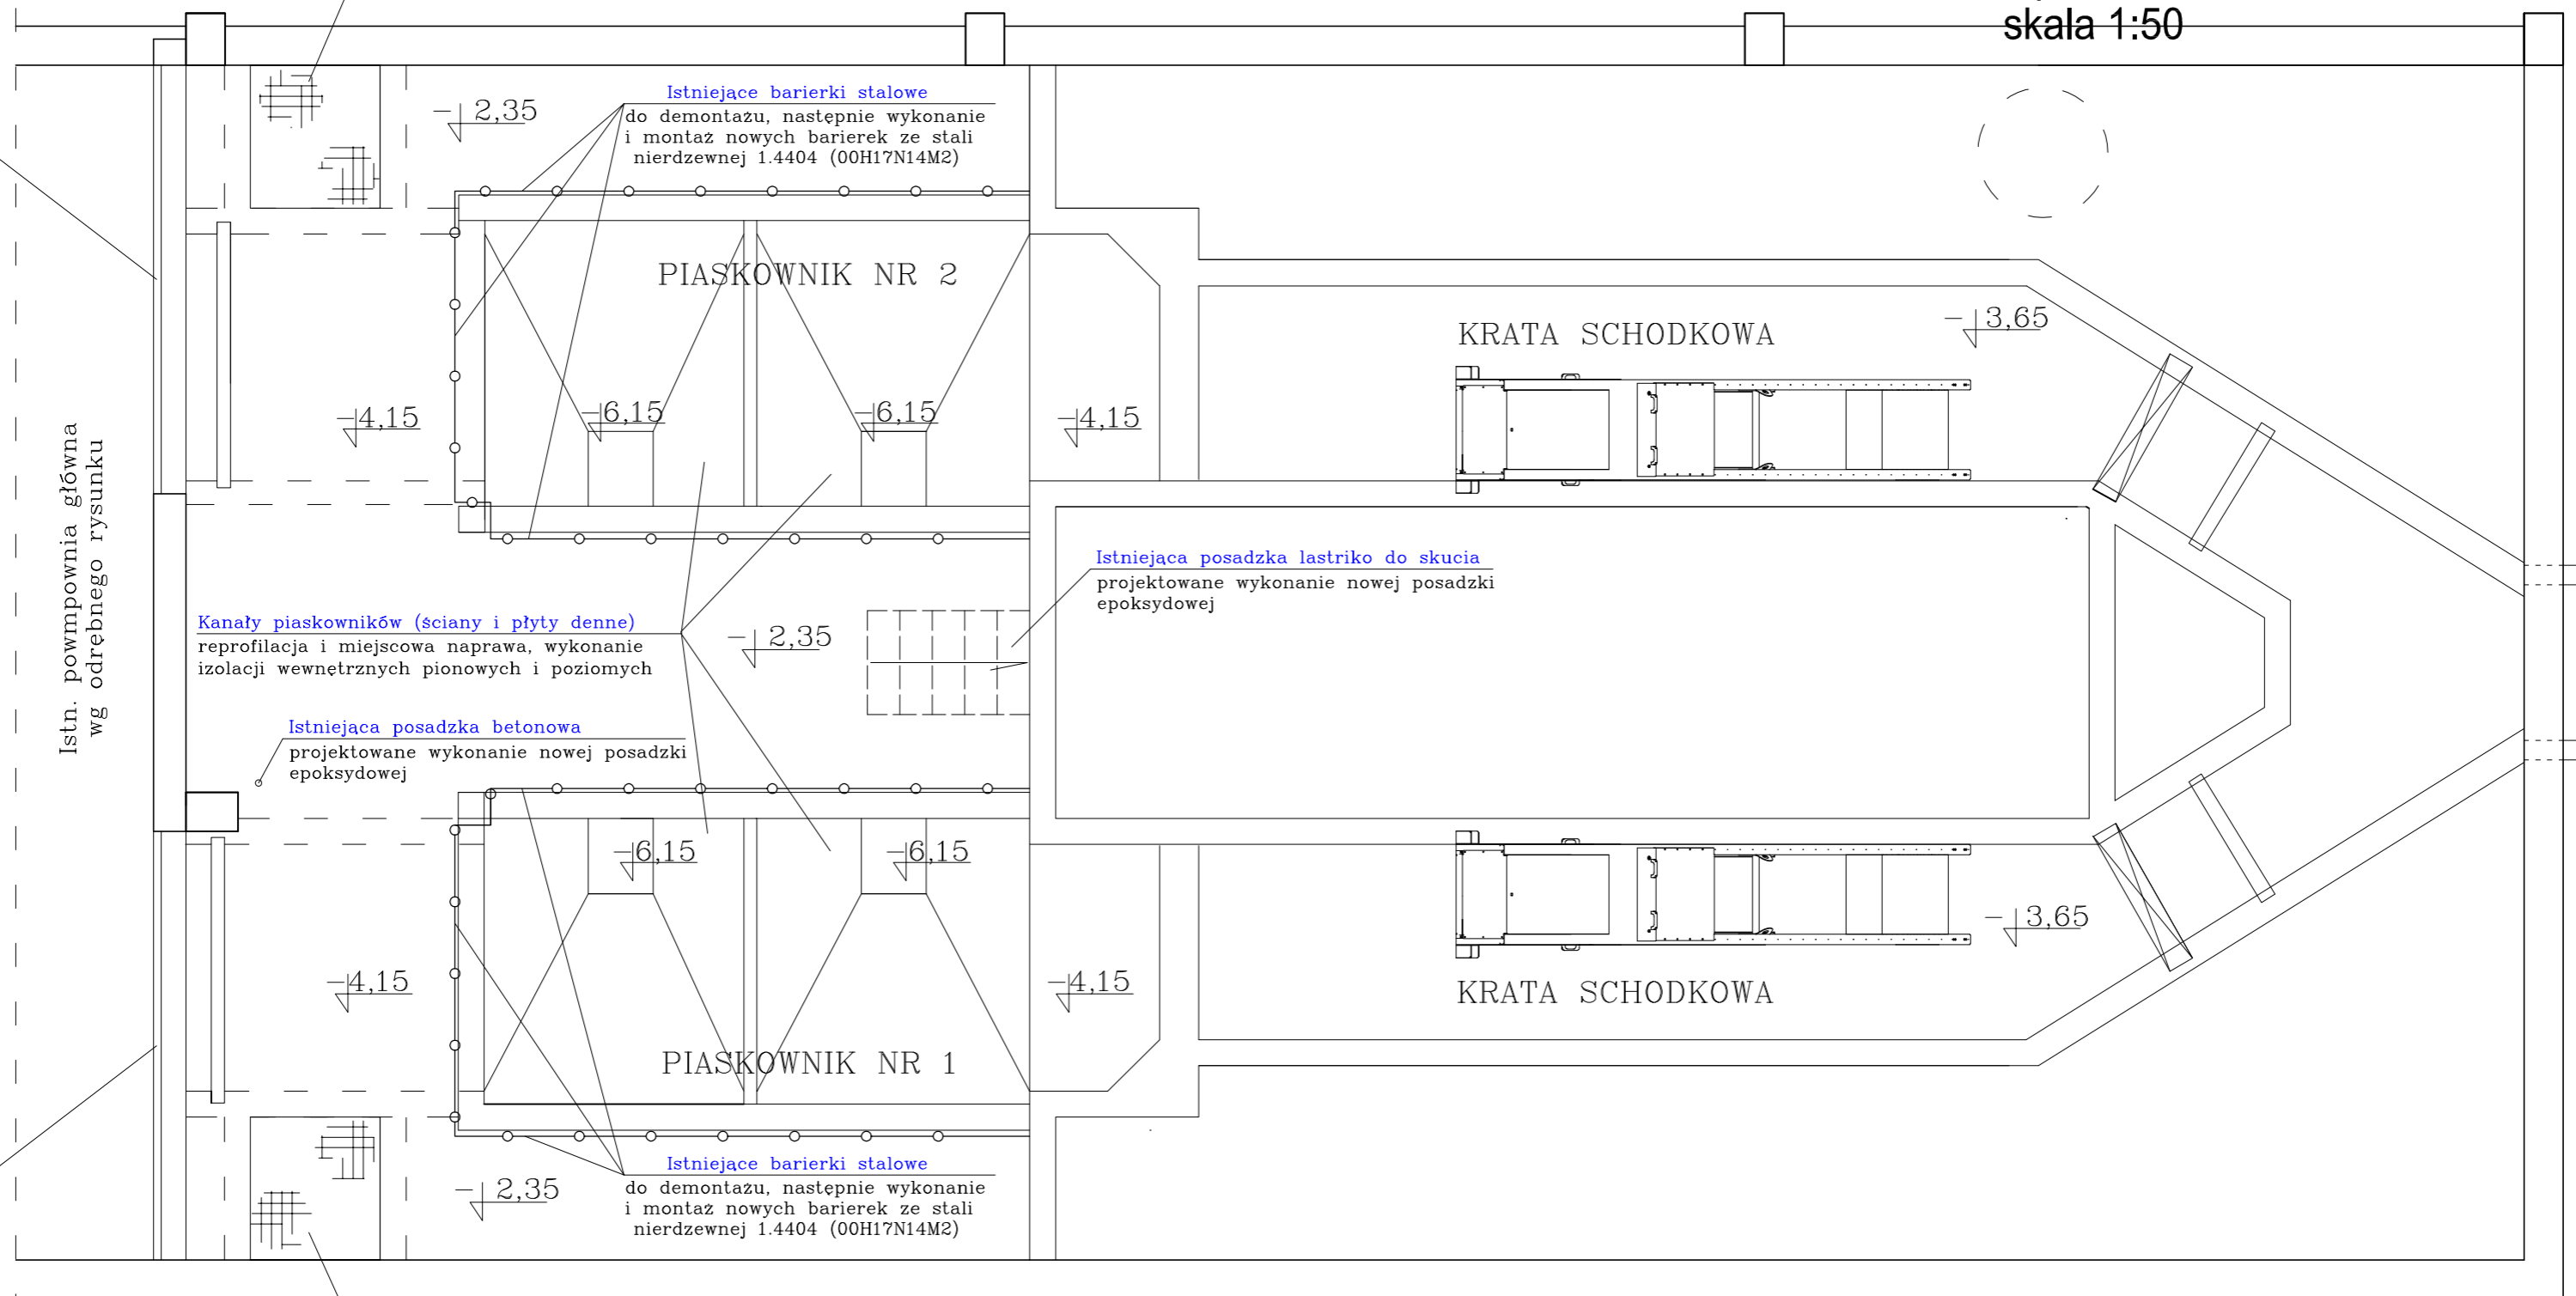 skala 1:50
Istniejące barierki stalowe
do demontażu, następnie wykonanie
i montaż nowych barierek ze stali
nierdzewnej 1.4404 (00H17N14M2)
2,35
PIASKOWNIK NR 2
KRATA SCHODKOWA
-3,65
-4,15
-6,15
-6,15
-4,15
Istn. powmpownia główna
wg odrębnego rysunku
Istniejąca posadzka lastriko do skucia
projektowane wykonanie nowej posadzki
epoksydowej
Kanały piaskowników (ściany i płyty denne)
reprofilacja i miejscowa naprawa, wykonanie
izolacji wewnętrznych pionowych i poziomych
-2,35
Istniejąca posadzka betonowa
projektowane wykonanie nowej posadzki
epoksydowej
-6,15
-6,15
-3,65
-4,15
-4,15
KRATA SCHODKOWA
PIASKOWNIK NR 1
Istniejące barierki stalowe
do demontażu, następnie wykonanie
i montaż nowych barierek ze stali
nierdzewnej 1.4404 (00H17N14M2)
-2,35